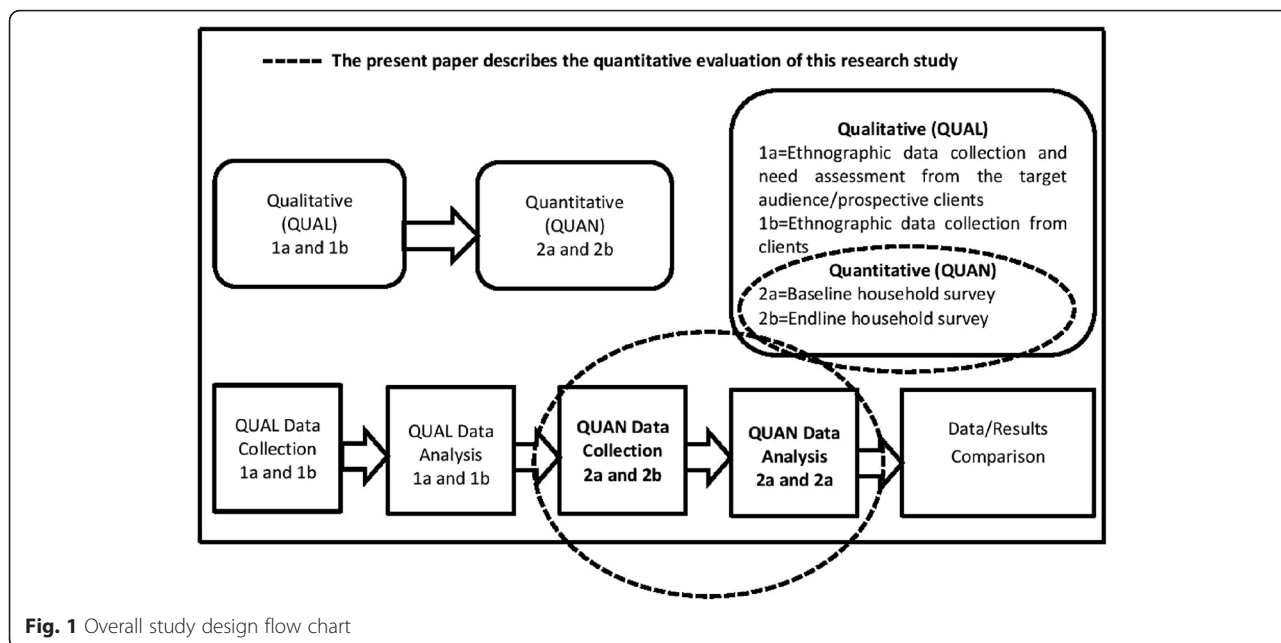 The present paper describes the quantitative evaluation of this research study
Qualitative (QUAL)
1a=Ethnographic data collection and
need assessment from the target
audience/prospective clients
1b=Ethnographic data collection from
clients
Quantitative (QUAN)
2a=Baseline household survey
2b=Endline household survey
Qualitative
(QUAL)
1a and 1b
Quantitative
(QUAN)
2a and 2b
QUAL Data
Collection
1a and 1b
QUAL Data
Analysis
1a and 1b
QUAN Data
Collection
2a and 2b
QUAN Data
Analysis
2a and 2a
Data/Results
Comparison
Fig. 1 Overall study design flow chart